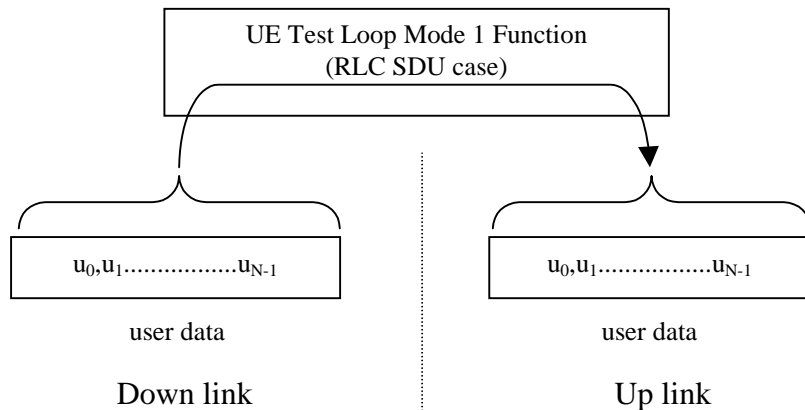 UE Test Loop Mode 1 Function
(RLC SDU case)
u0,u1..................uN-1
u0,u1..................uN-1
user data
user data
Down link
Up link